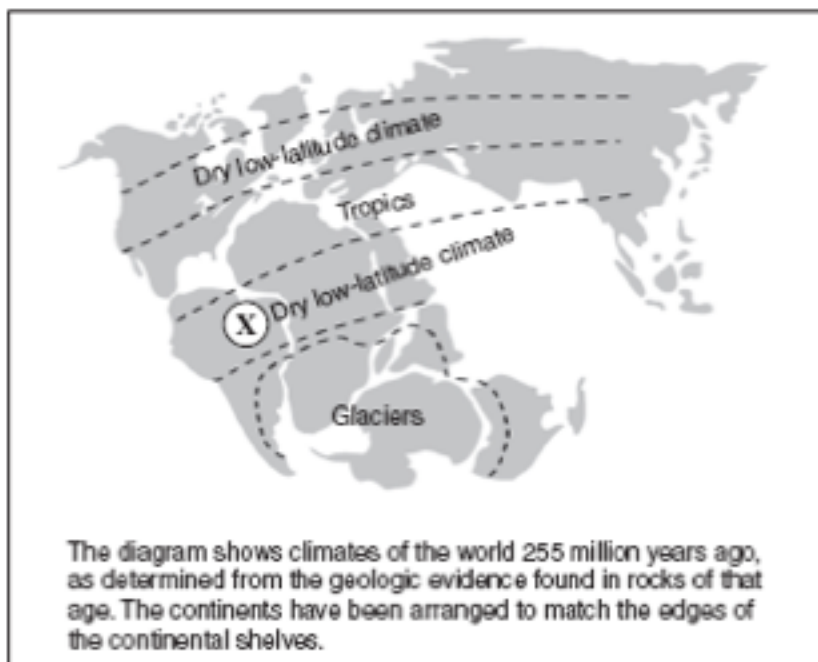 Dry low-latitude climate
Tropics
Dry low-latitude climate
X
Glaciers
The diagram shows climates of the world 255 million years ago,
as determined from the geologic evidence found in rocks of that
age. The continents have been arranged to match the edges of
the continental shelves.